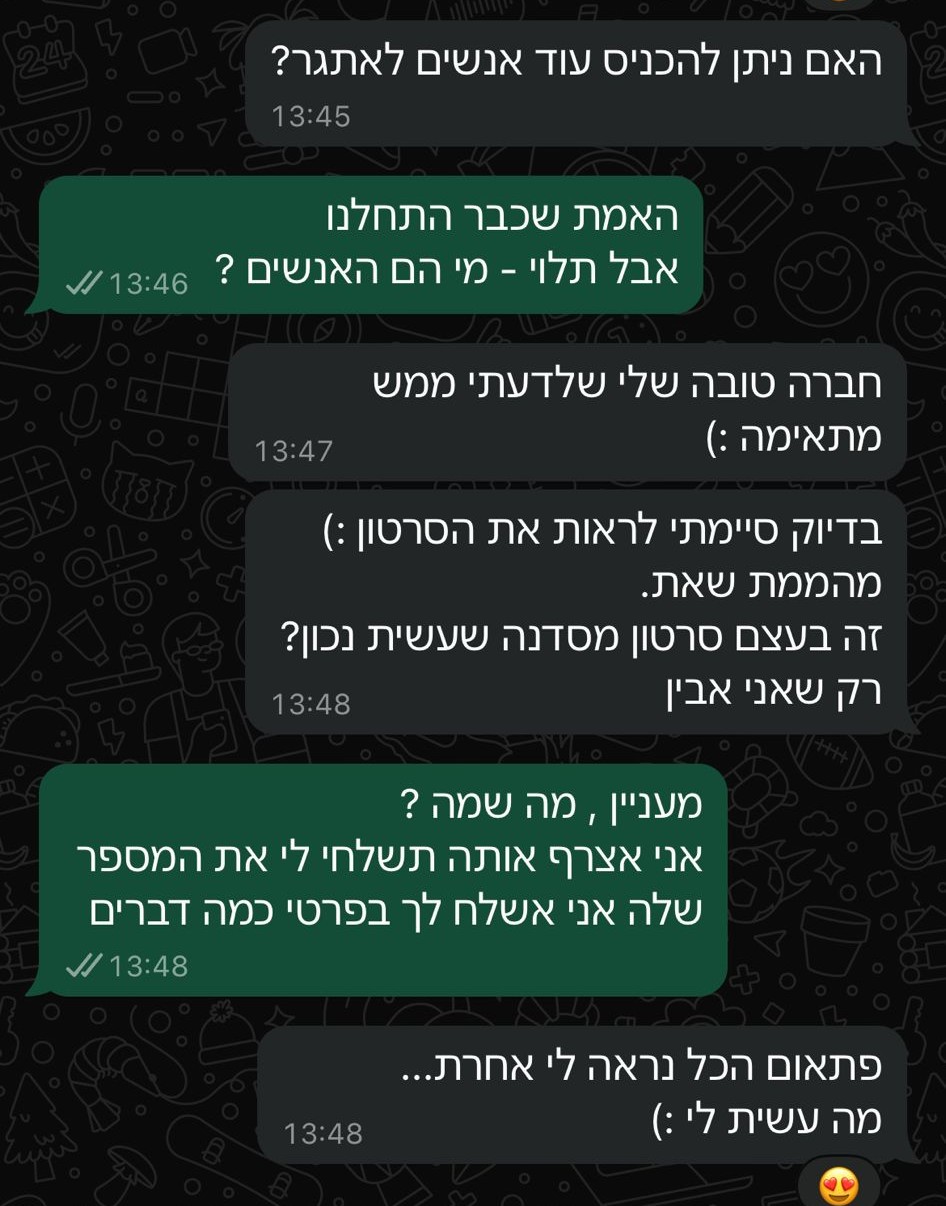 האם ניתן להכניס עוד אנשים לאתגר?
13:45
האמת שכבר התחלנו
אבל תלוי - מי הם האנשים ?
13:46
חברה טובה שלי שלדעתי ממש
מתאימה :)
13:47
בדיוק סיימתי לראות את הסרטון :)
מהממת שאת.
זה בעצם סרטון מסדנה שעשית נכון?
רק שאני אבין
13:48
מעניין , מה שמה ?
אני אצרף אותה תשלחי לי את המספר
שלה אני אשלח לך בפרטי כמה דברים
13:48
פתאום הכל נראה לי אחרת...
מה עשית לי :)
13:48